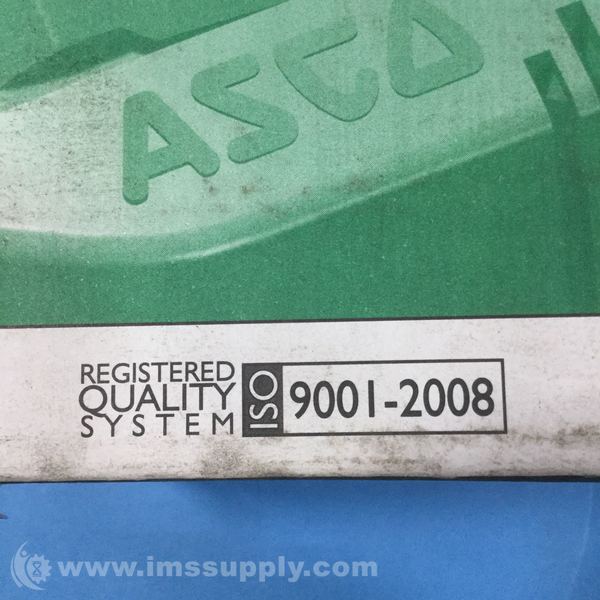 ASCO
REGISTERED
QUALITY
SYSTEM
ISO
9001-2008
www.imssupply.com